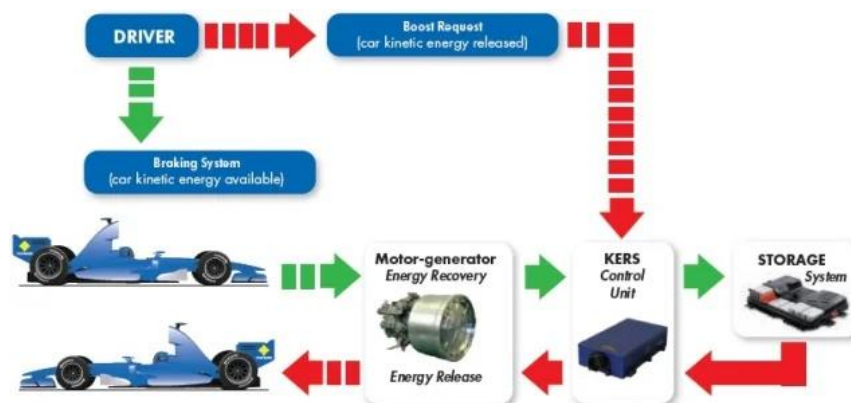 DRIVER
Boost Request
(car kinetic energy released)
Braking System
(car kinetic energy available)
Motor-generator
Energy Recovery
Energy Release
KERS
Control
Unit
STORAGE
System